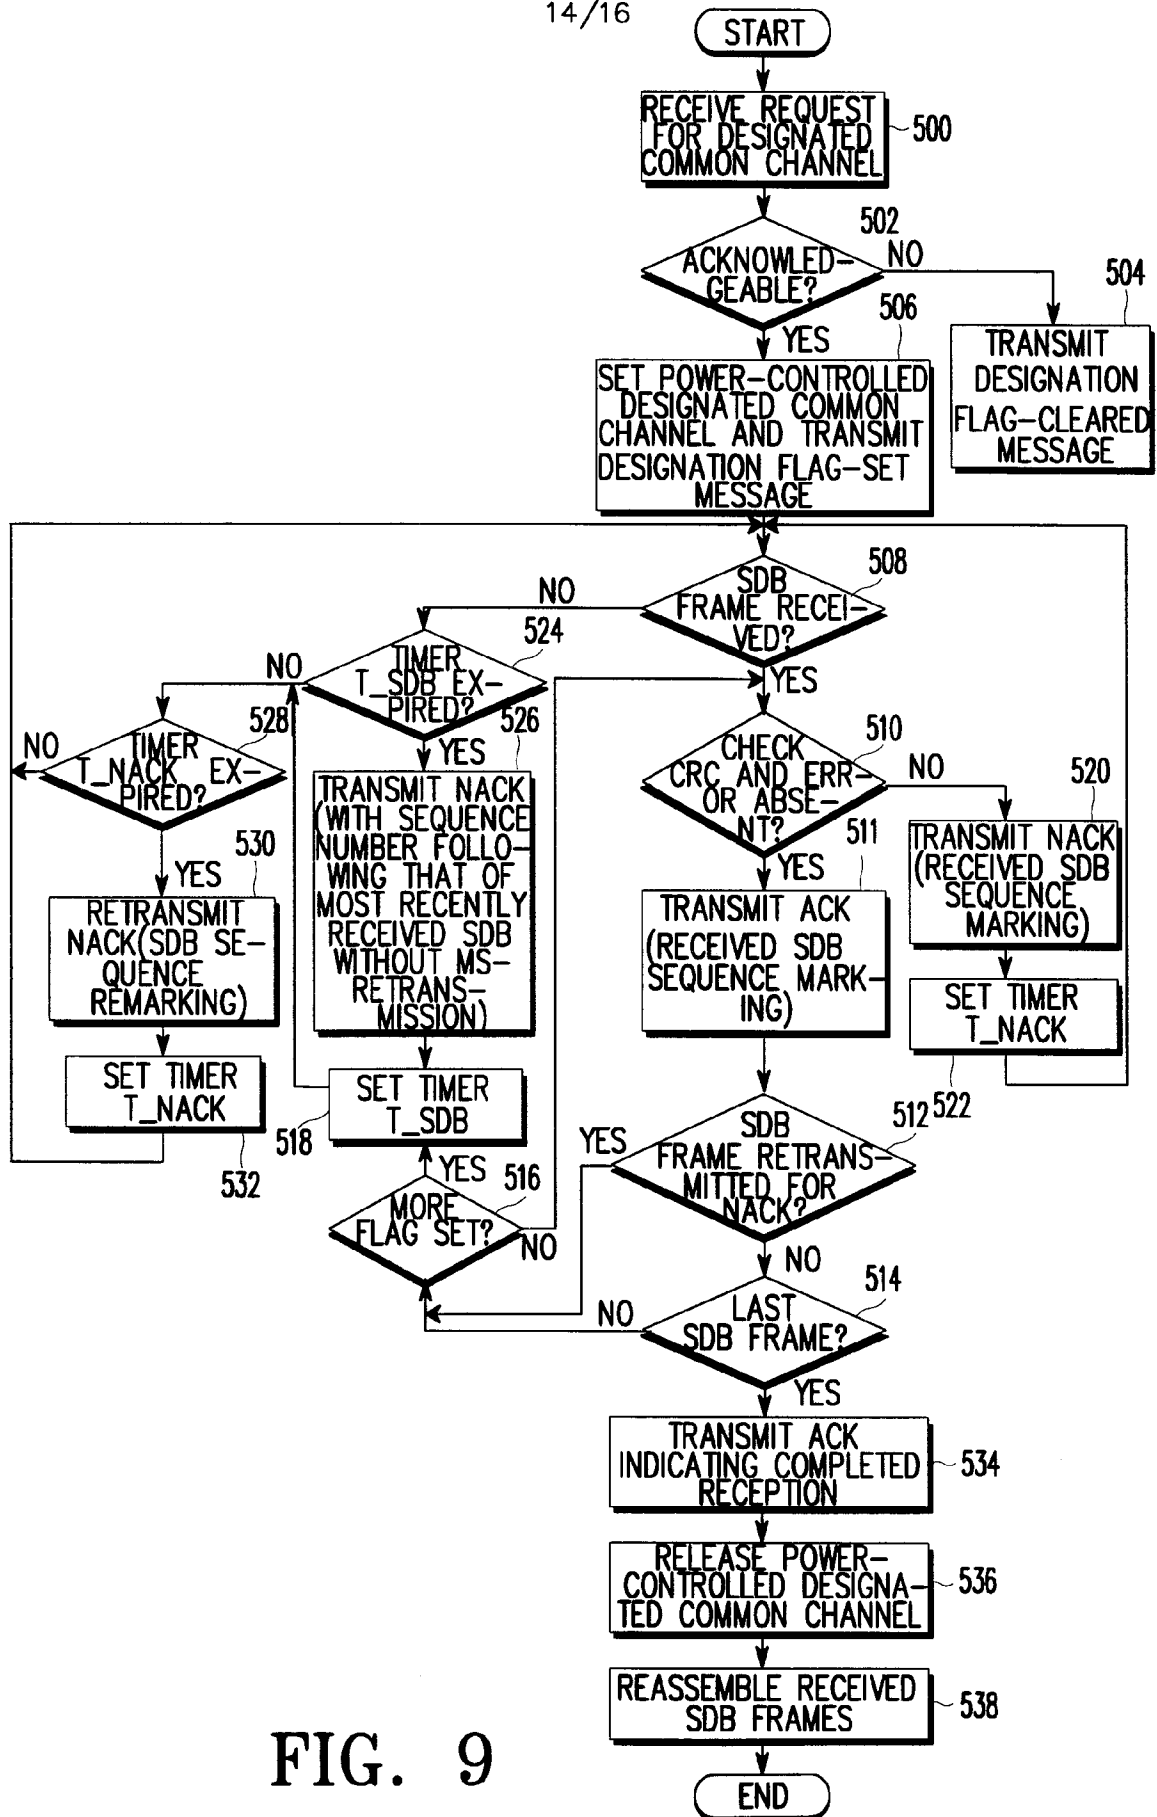 14/16
START
RECEIVE REQUEST
FOR DESIGNATED
COMMON CHANNEL
500
502
ACKNOWLED-
GEABLE?
NO
504
TRANSMIT
DESIGNATION
FLAG-CLEARED
MESSAGE
YES
506
SET POWER-CONTROLLED
DESIGNATED COMMON
CHANNEL AND TRANSMIT
DESIGNATION FLAG-SET
MESSAGE
508
SDB
FRAME RECEI-
VED?
NO
YES
524
TIMER
T_SDB EX-
PIRED?
NO
YES
528
TIMER
T_NACK EX-
PIRED?
NO
YES
526
TRANSMIT NACK
(WITH SEQUENCE
NUMBER FOLLO-
WING THAT OF
MOST RECENTLY
RECEIVED SDB
WITHOUT MS-
RETRANS-
MISSION)
510
CHECK
CRC AND ERR-
OR ABSE-
NT?
NO
YES
520
TRANSMIT NACK
(RECEIVED SDB
SEQUENCE
MARKING)
511
TRANSMIT ACK
(RECEIVED SDB
SEQUENCE MARK-
ING)
530
RETRANSMIT
NACK(SDB SE-
QUENCE
REMARKING)
SET TIMER
T_NACK
522
SET TIMER
T_NACK
532
SET TIMER
T_SDB
518
512
SDB
FRAME RETRANS-
MITTED FOR
NACK?
YES
NO
YES
516
MORE
FLAG SET?
NO
514
LAST
SDB FRAME?
NO
YES
TRANSMIT ACK
INDICATING COMPLETED
RECEPTION
534
RELEASE POWER-
CONTROLLED DESIGNA-
TED COMMON CHANNEL
536
REASSEMBLE RECEIVED
SDB FRAMES
538
END
FIG. 9